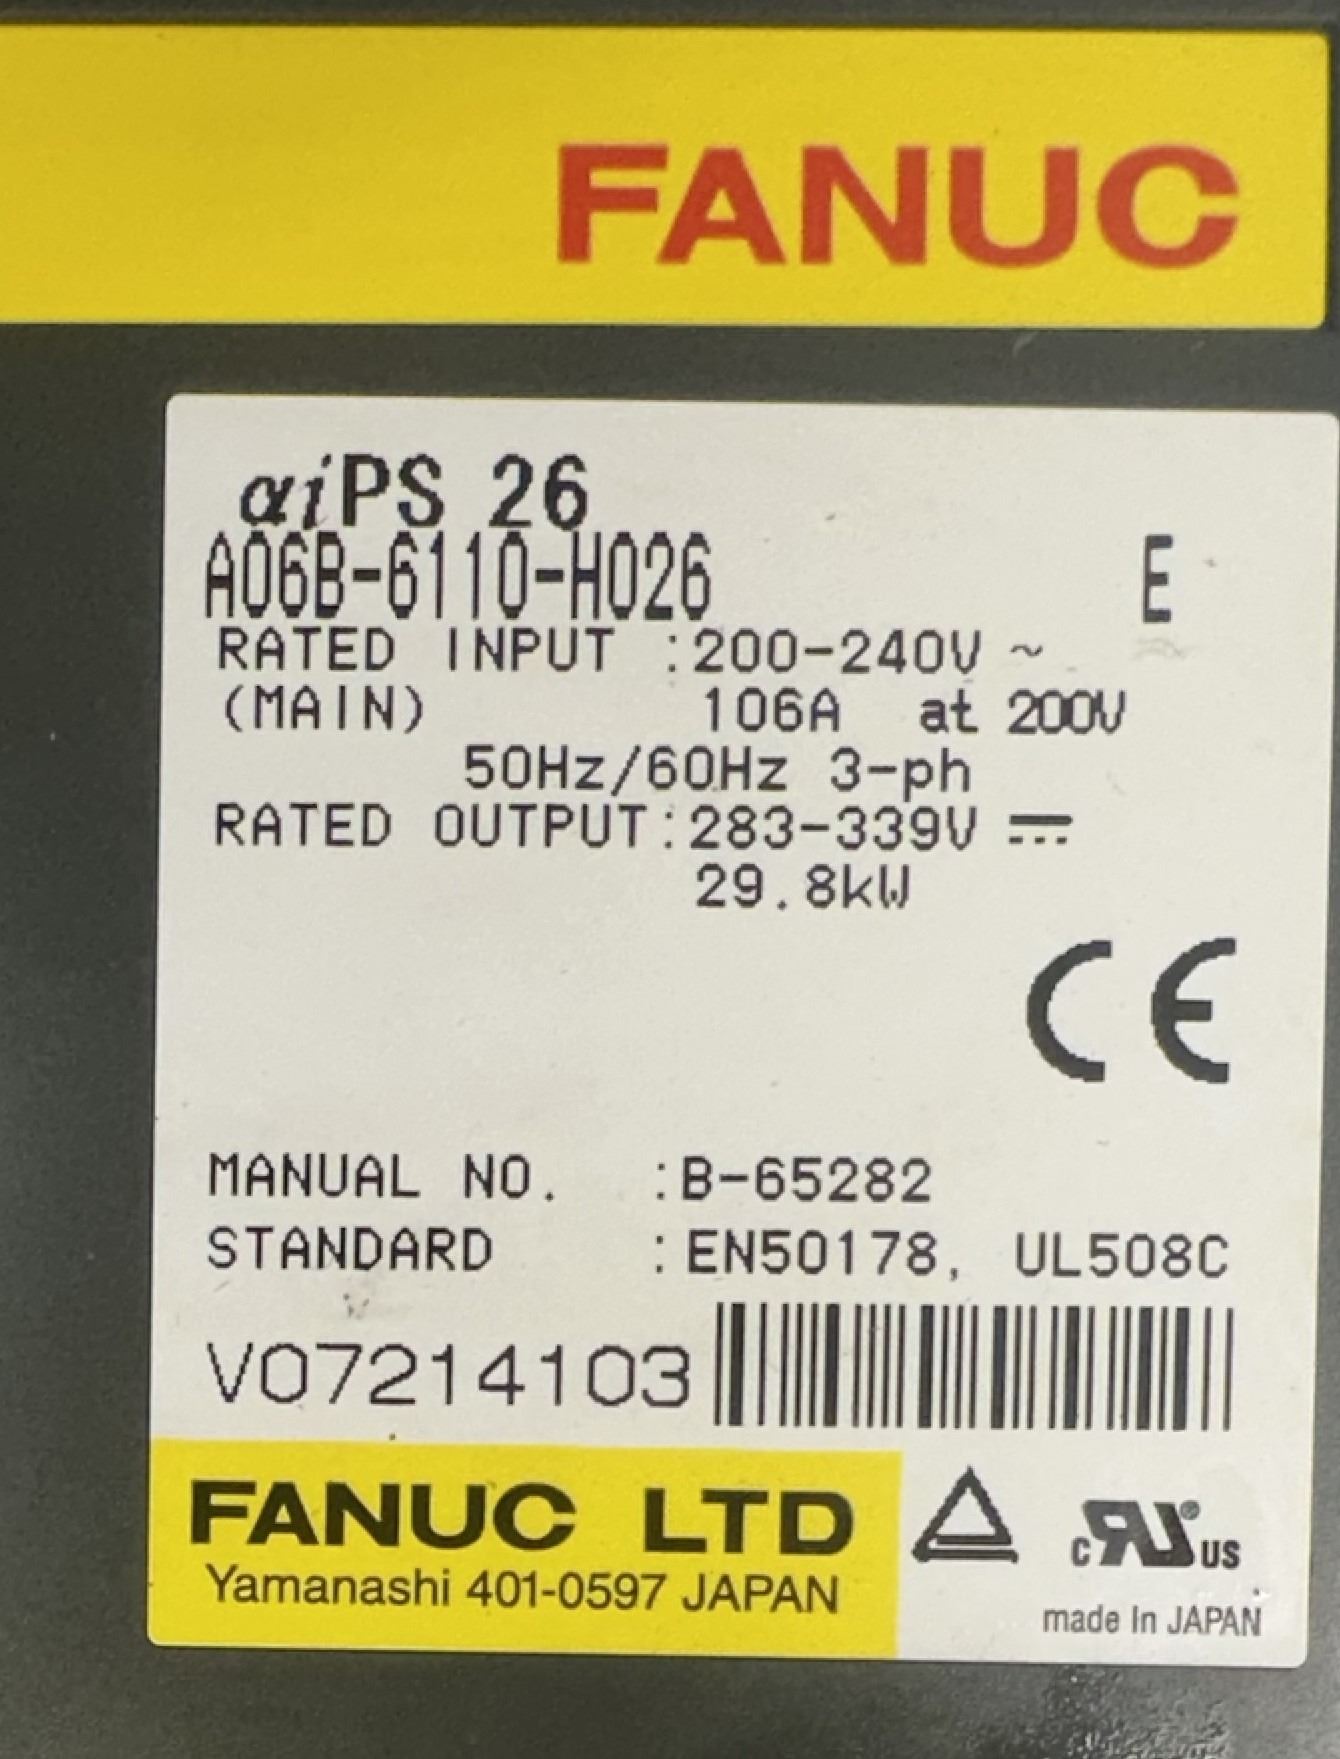 FANUC
αiPS 26
A06B-6110-H026 E
RATED INPUT :200-240V ~
(MAIN) 106A at 200V
50Hz/60Hz 3-ph
RATED OUTPUT:283-339V ⎓
29.8kW
CE
MANUAL NO. :B-65282
STANDARD :EN50178, UL508C
V07214103
FANUC LTD
Yamanashi 401-0597 JAPAN
c RU ® US
made in JAPAN